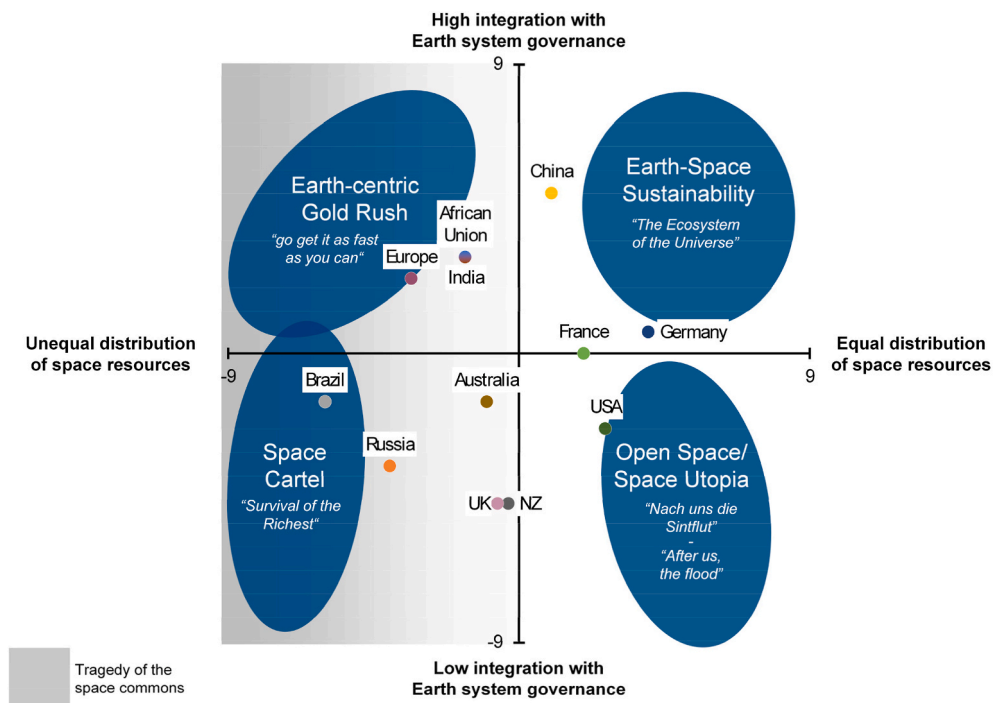 High integration with
Earth system governance
9
China
Earth-centric
Gold Rush
“go get it as fast
as you can“
African
Union
Europe
India
Earth-Space
Sustainability
“The Ecosystem
of the Universe”
Unequal distribution
of space resources
-9
France
Germany
9
Equal distribution
of space resources
Brazil
Australia
USA
Russia
Space
Cartel
“Survival of the
Richest“
UK
NZ
Open Space/
Space Utopia
“Nach uns die
Sintflut”
-
“After us,
the flood”
-9
Low integration with
Earth system governance
Tragedy of the
space commons